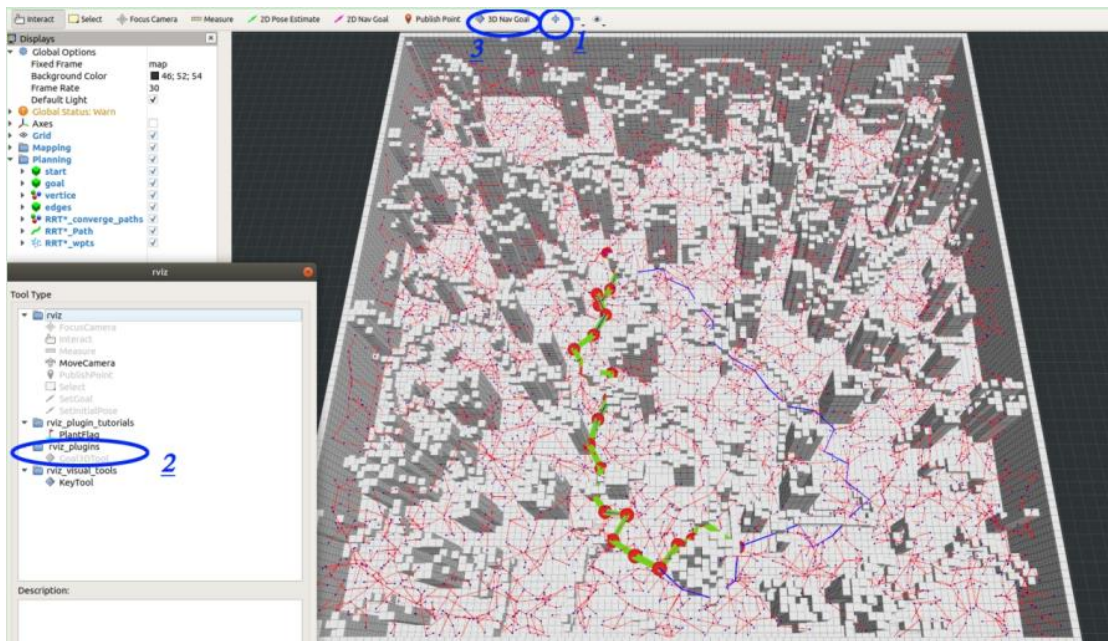 Interact Select Focus Camera Measure 2D Pose Estimate 2D Nav Goal Publish Point 3D Nav Goal
3 1
Displays
Global Options
Fixed Frame map
Background Color 46; 52; 54
Frame Rate 30
Default Light
Global Status: Warn
Axes
Grid
Mapping
Planning
start
goal
vertice
edges
RRT*_converge_paths
RRT*_Path
RRT*_wpts
rviz
Tool Type
rviz
FocusCamera
Interact
Measure
MoveCamera
PublishPoint
Select
SetGoal
SetInitialPose
rviz_plugin_tutorials
PlantFlag
rviz_plugins
Goal3DTool
2
rviz_visual_tools
KeyTool
Description: